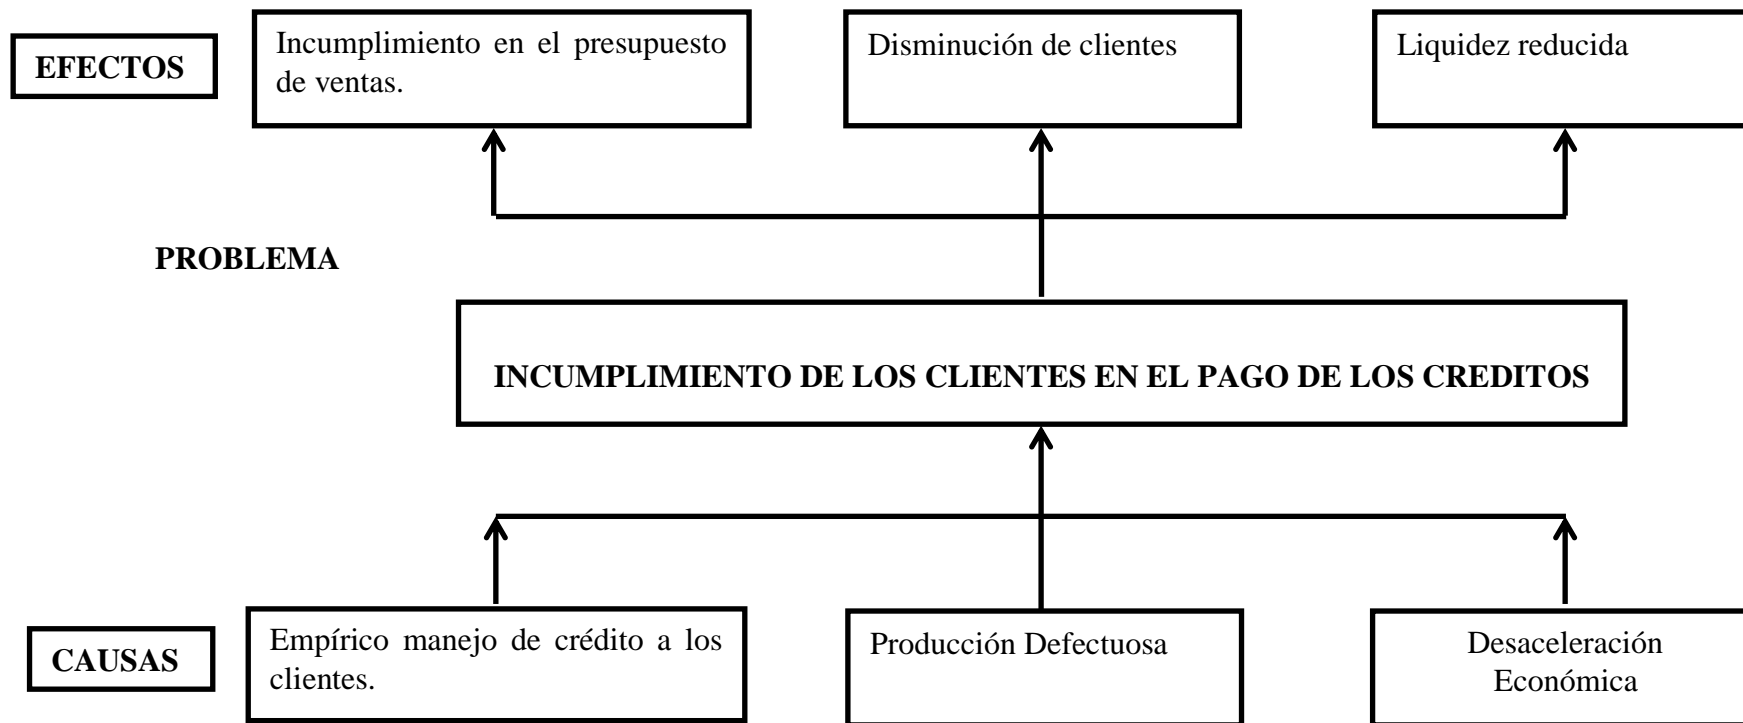 EFECTOS
Incumplimiento en el presupuesto
de ventas.
Disminución de clientes
Liquidez reducida
PROBLEMA
INCUMPLIMIENTO DE LOS CLIENTES EN EL PAGO DE LOS CREDITOS
CAUSAS
Empírico manejo de crédito a los
clientes.
Producción Defectuosa
Desaceleración
Económica